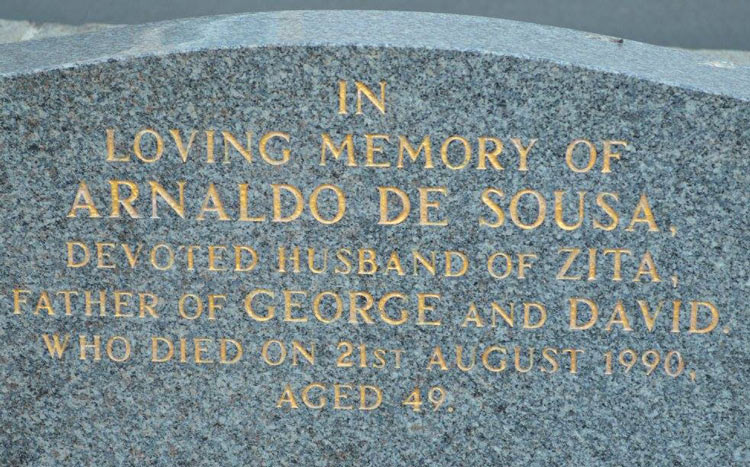 IN
LOVING MEMORY OF
ARNALDO DE SOUSA,
DEVOTED HUSBAND OF ZITA,
FATHER OF GEORGE AND DAVID.
WHO DIED ON 21ST AUGUST 1990,
AGED 49.